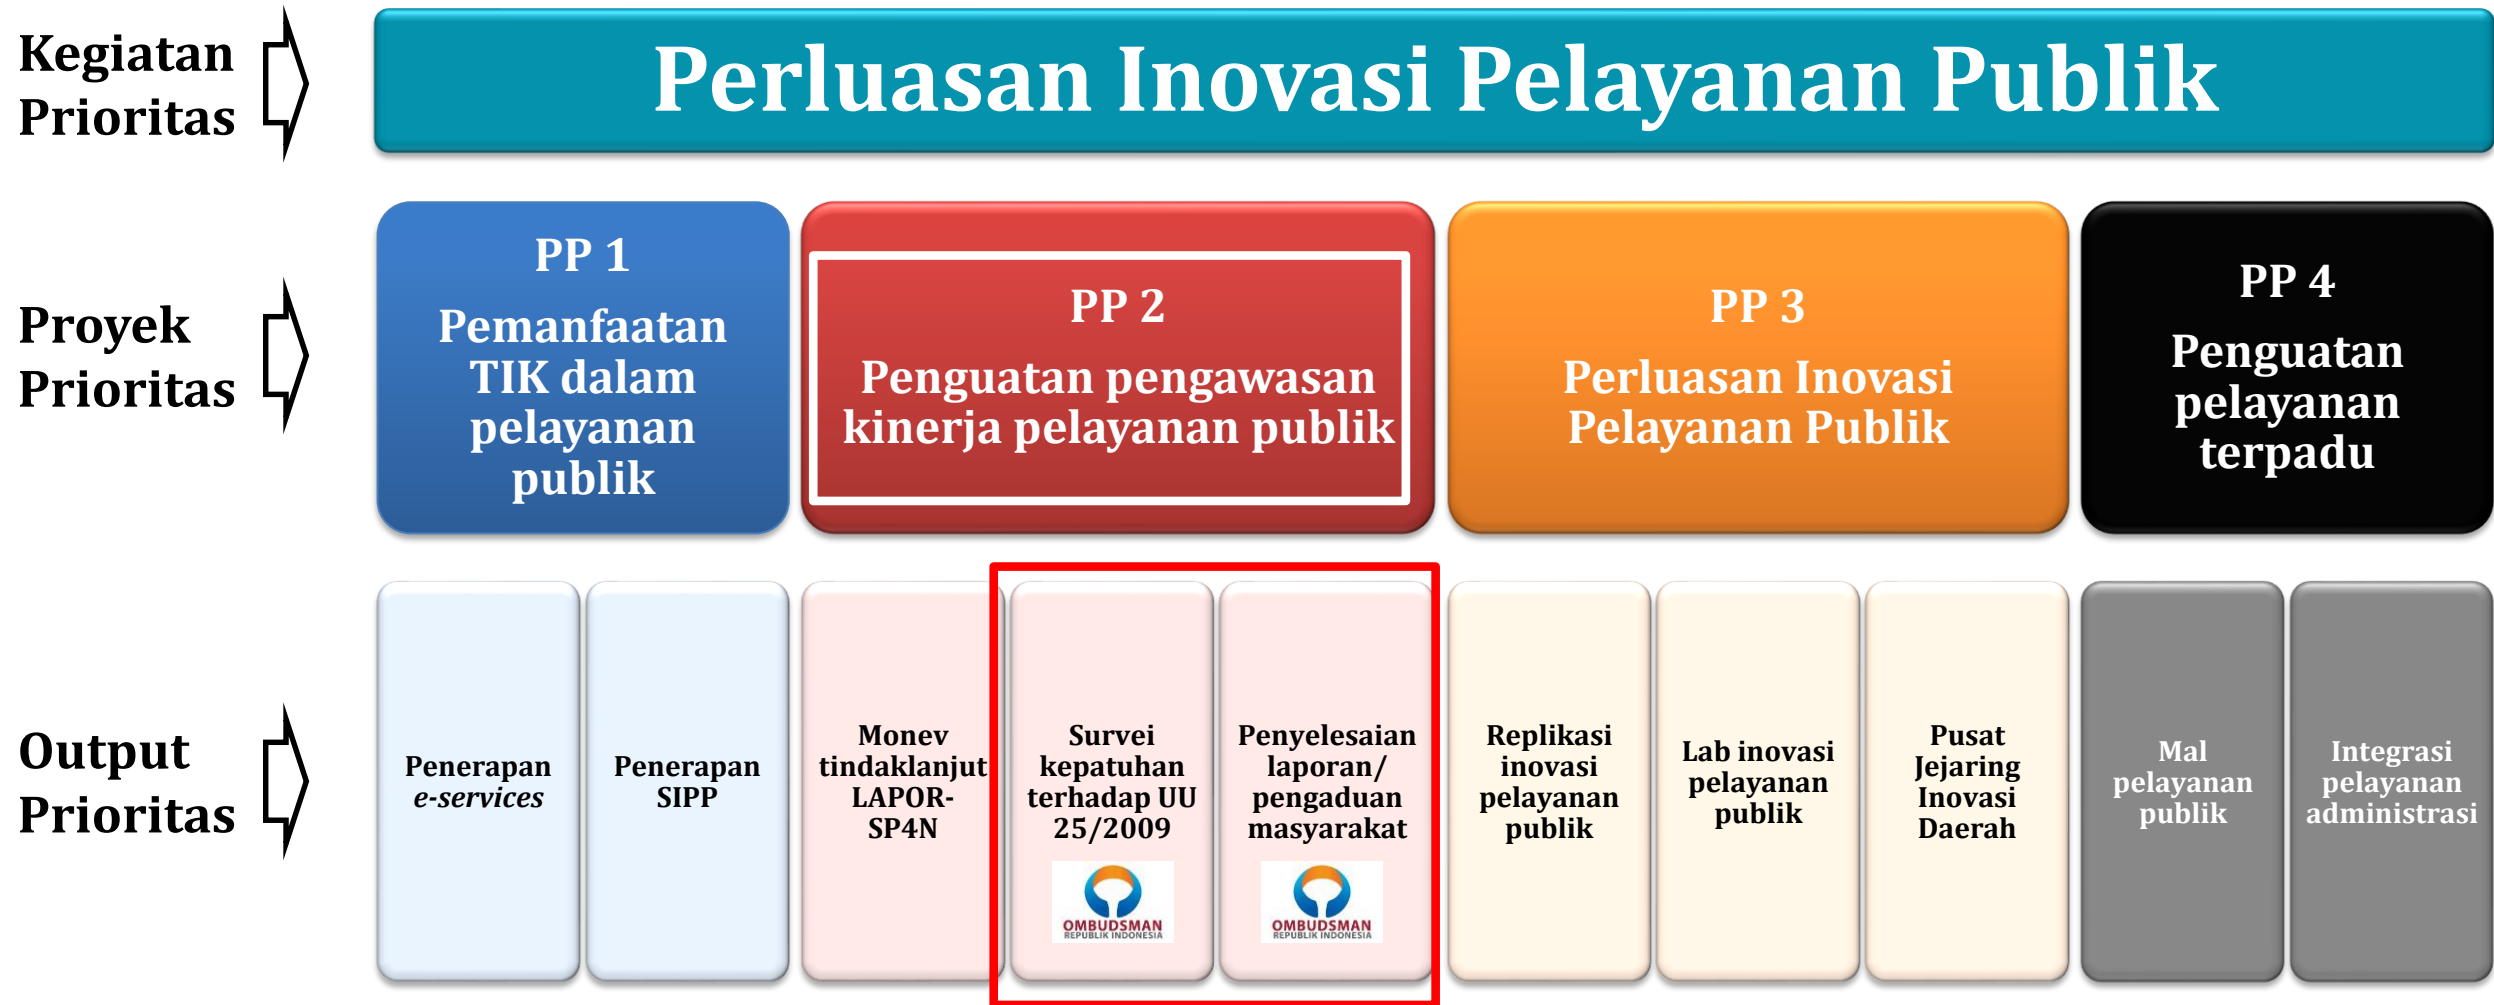 Kegiatan
Prioritas
Perluasan Inovasi Pelayanan Publik
Proyek
Prioritas
PP 1
Pemanfaatan
TIK dalam
pelayanan
publik
PP 2
Penguatan pengawasan
kinerja pelayanan publik
PP 3
Perluasan Inovasi
Pelayanan Publik
PP 4
Penguatan
pelayanan
terpadu
Output
Prioritas
Penerapan
e-services
Penerapan
SIPP
Monev
tindaklanjut
LAPOR-
SP4N
Survei
kepatuhan
terhadap UU
25/2009
OMBUDSMAN
REPUBLIK INDONESIA
Penyelesaian
laporan/
pengaduan
masyarakat
OMBUDSMAN
REPUBLIK INDONESIA
Replikasi
inovasi
pelayanan
publik
Lab inovasi
pelayanan
publik
Pusat
Jejaring
Inovasi
Daerah
Mal
pelayanan
publik
Integrasi
pelayanan
administrasi